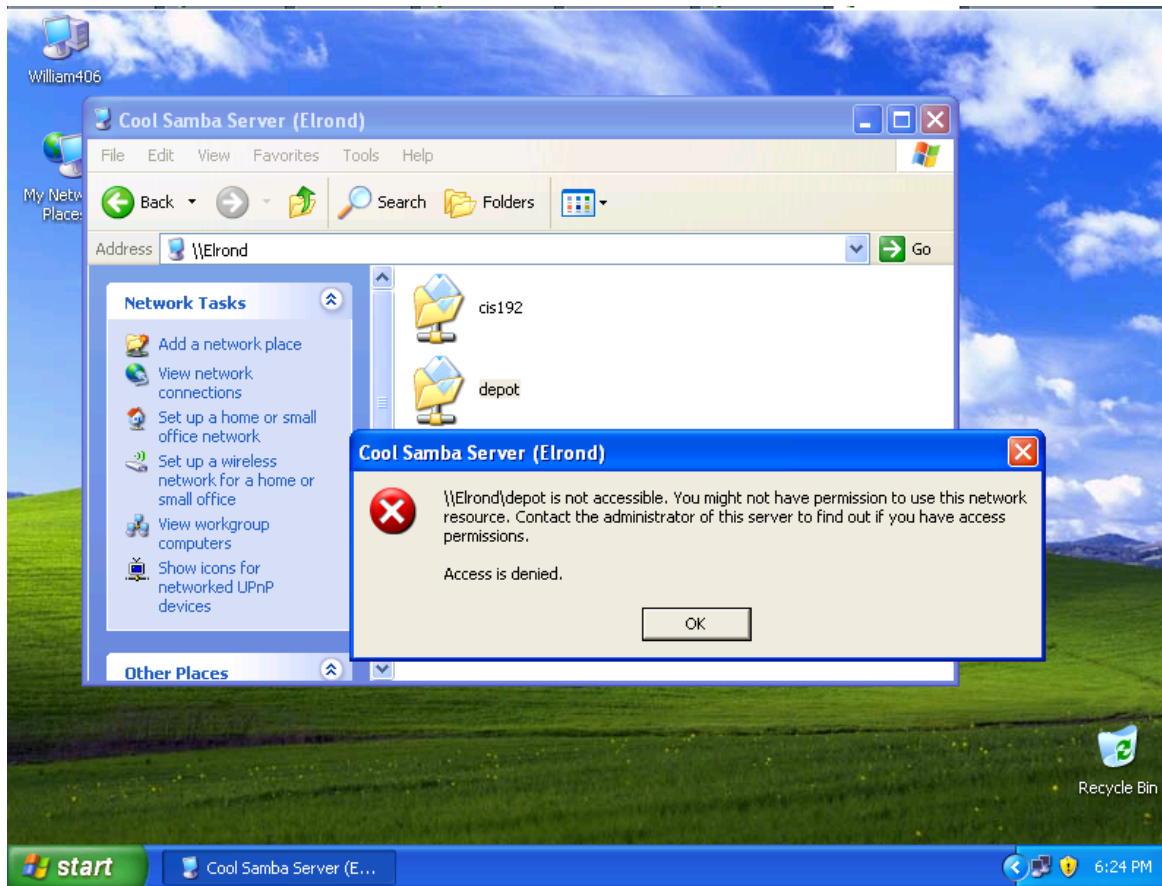 William406
My Netw
Place
Cool Samba Server (Elrond)
File Edit View Favorites Tools Help
Back Search Folders
Address \\Elrond Go
Network Tasks
Add a network place
View network
connections
Set up a home or small
office network
Set up a wireless
network for a home or
small office
View workgroup
computers
Show icons for
networked UPnP
devices
Other Places
cis192
depot
Cool Samba Server (Elrond)
\\Elrond\depot is not accessible. You might not have permission to use this network
resource. Contact the administrator of this server to find out if you have access
permissions.
Access is denied.
OK
Recycle Bin
start Cool Samba Server (E... 6:24 PM